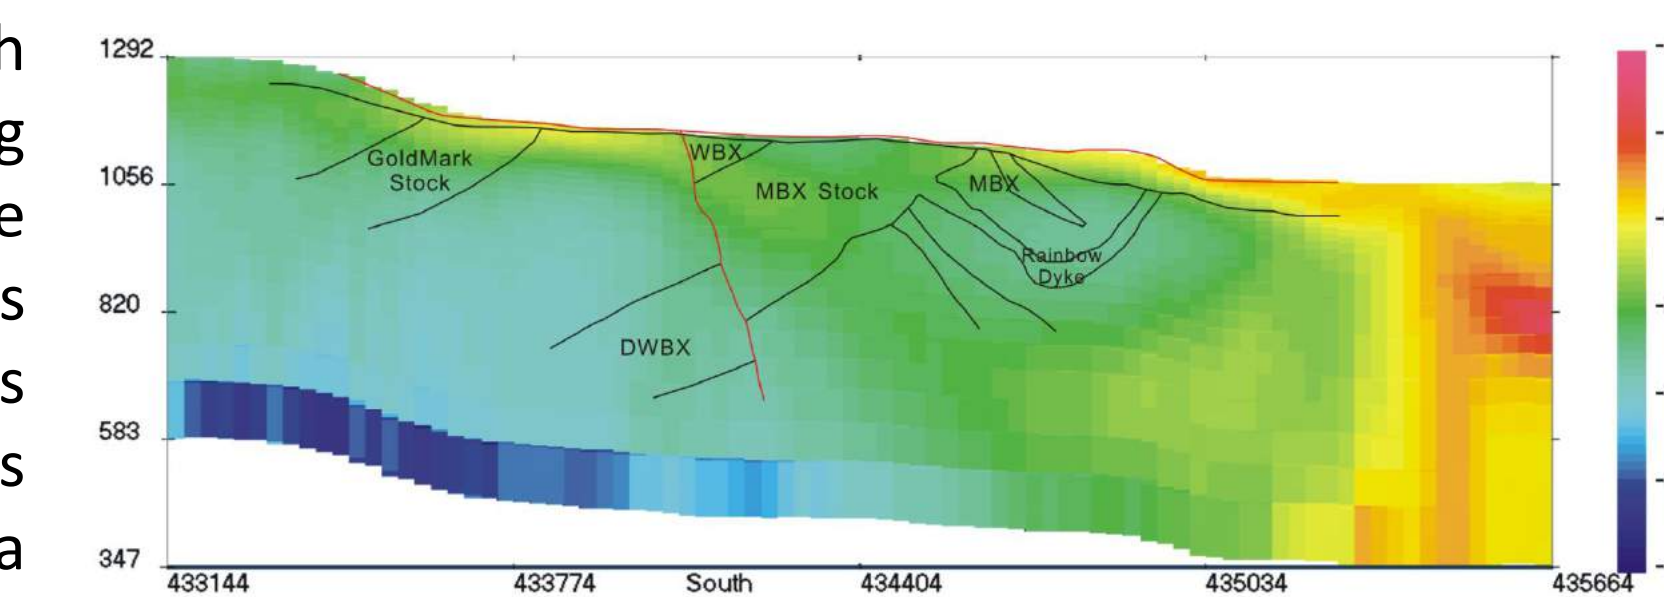 h
1292
g
WBX
GoldMark
Stock
1056
MBX Stock
MBX
e
Rainbow
Dyke
s
820
DWBX
s
583
s
a
347
433144 433774 South 434404 435034 435664